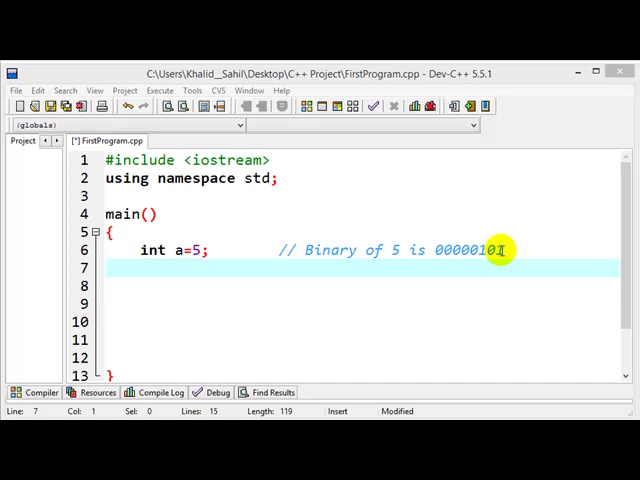 C:\Users\Khalid__Sahil\Desktop\C++ Project\FirstProgram.cpp - Dev-C++ 5.5.1
File Edit Search View Project Execute Tools CVS Window Help
(globals)
Project [*] FirstProgram.cpp
1 #include <iostream>
2 using namespace std;
3
4 main()
5 {
6 int a=5; // Binary of 5 is 00000101
7
8
9
10
11
12
13 }
Compiler Resources Compile Log Debug Find Results
Line: 7 Col: 1 Sel: 0 Lines: 15 Length: 119 Insert Modified